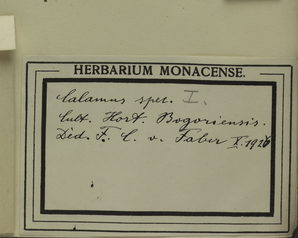 HERBARIUM MONACENSE.
Calamus spec. I.
Cult. Hort. Bogoriensis.
Ded. F. C. v. Faber X. 1926